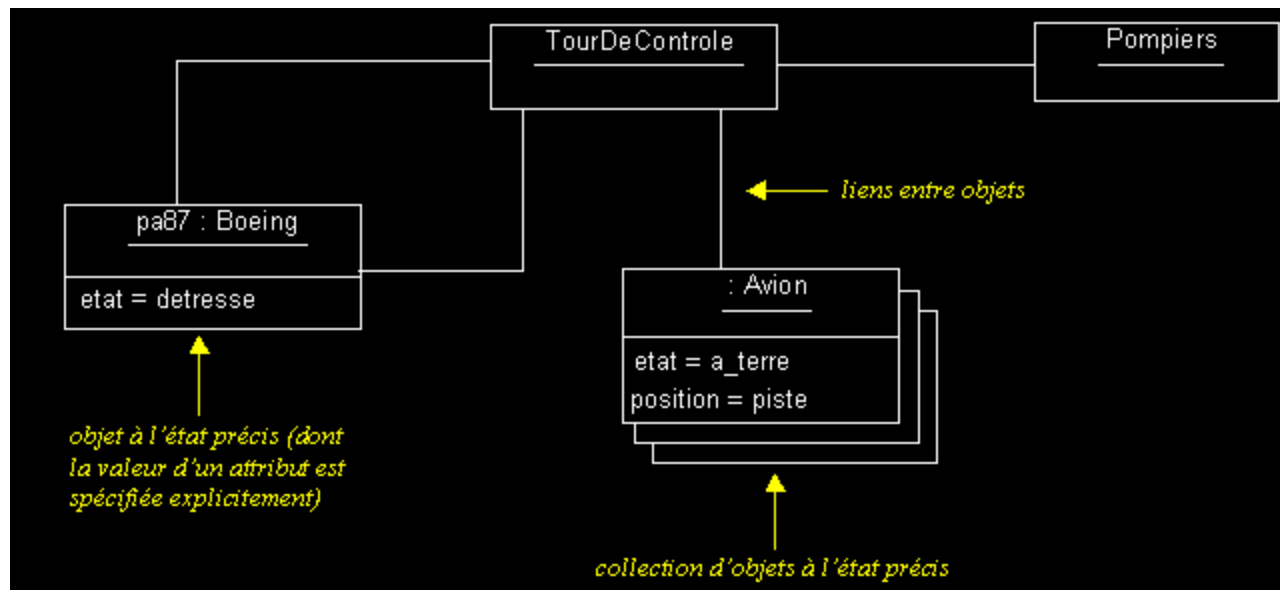 TourDeControle
Pompiers
liens entre objets
pa87 : Boeing
etat = detresse
: Avion
etat = a_terre
position = piste
objet à l'état précis (dont
la valeur d'un attribut est
spécifiée explicitement)
collection d'objets à l'état précis